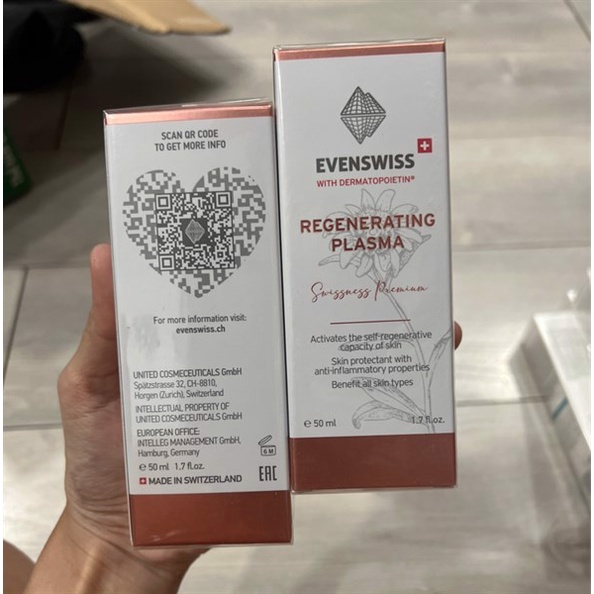 SCAN QR CODE
TO GET MORE INFO
For more information visit:
evenswiss.ch
UNITED COSMECEUTICALS GmbH
Spätzstrasse 32, CH-8810,
Horgen (Zurich), Switzerland
INTELLECTUAL PROPERTY OF
UNITED COSMECEUTICALS GmbH
EUROPEAN OFFICE:
INTELLEG MANAGEMENT GmbH,
Hamburg, Germany
6 M
℮ 50 ml 1.7 fl.oz.
MADE IN SWITZERLAND
EAC
EVENSWISS
WITH DERMATOPOIETIN®
REGENERATING
PLASMA
Swissness Premium
Activates the self-regenerative
capacity of skin
Skin protectant with
anti-inflammatory properties
Benefit all skin types
℮ 50 ml 1.7 fl.oz.